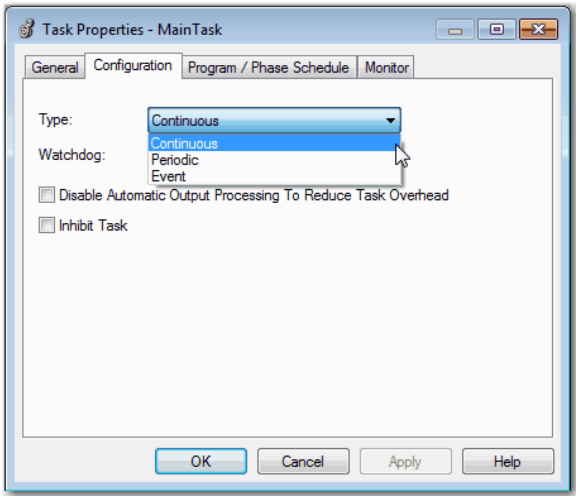 Task Properties - MainTask
General Configuration Program / Phase Schedule Monitor
Type: Continuous
Continuous
Watchdog: Periodic
Event
Disable Automatic Output Processing To Reduce Task Overhead
Inhibit Task
OK Cancel Apply Help